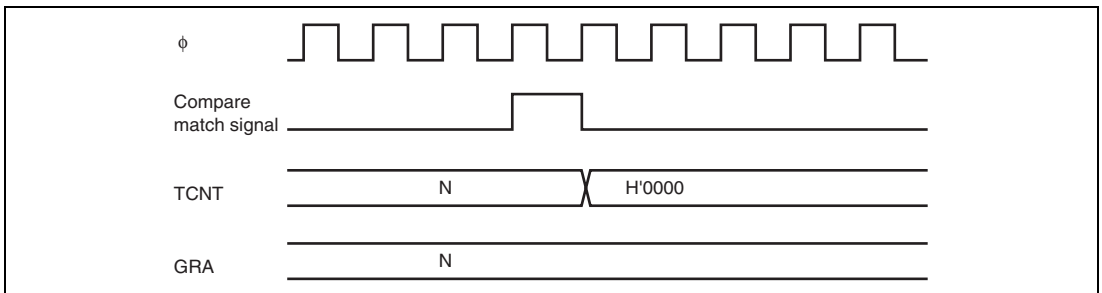 ϕ
Compare
match signal
TCNT
N
H'0000
GRA
N